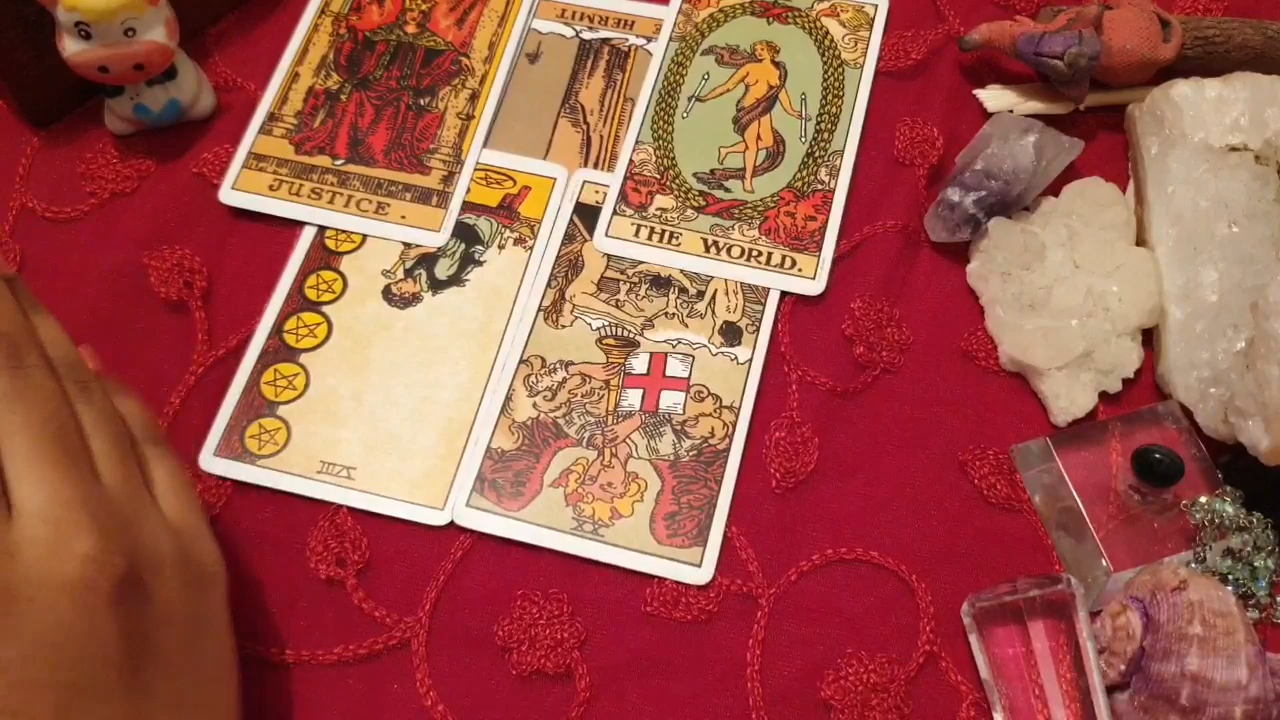 HERMIT
JUSTICE .
THE WORLD.
VIII
XX